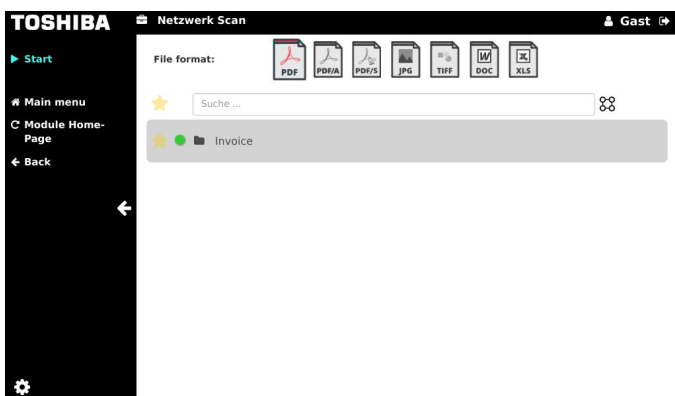 TOSHIBA
Netzwerk Scan
Gast
Start
Main menu
Module Home-
Page
Back
File format:
PDF
PDF/A
PDF/S
JPG
TIFF
DOC
XLS
Suche ...
Invoice